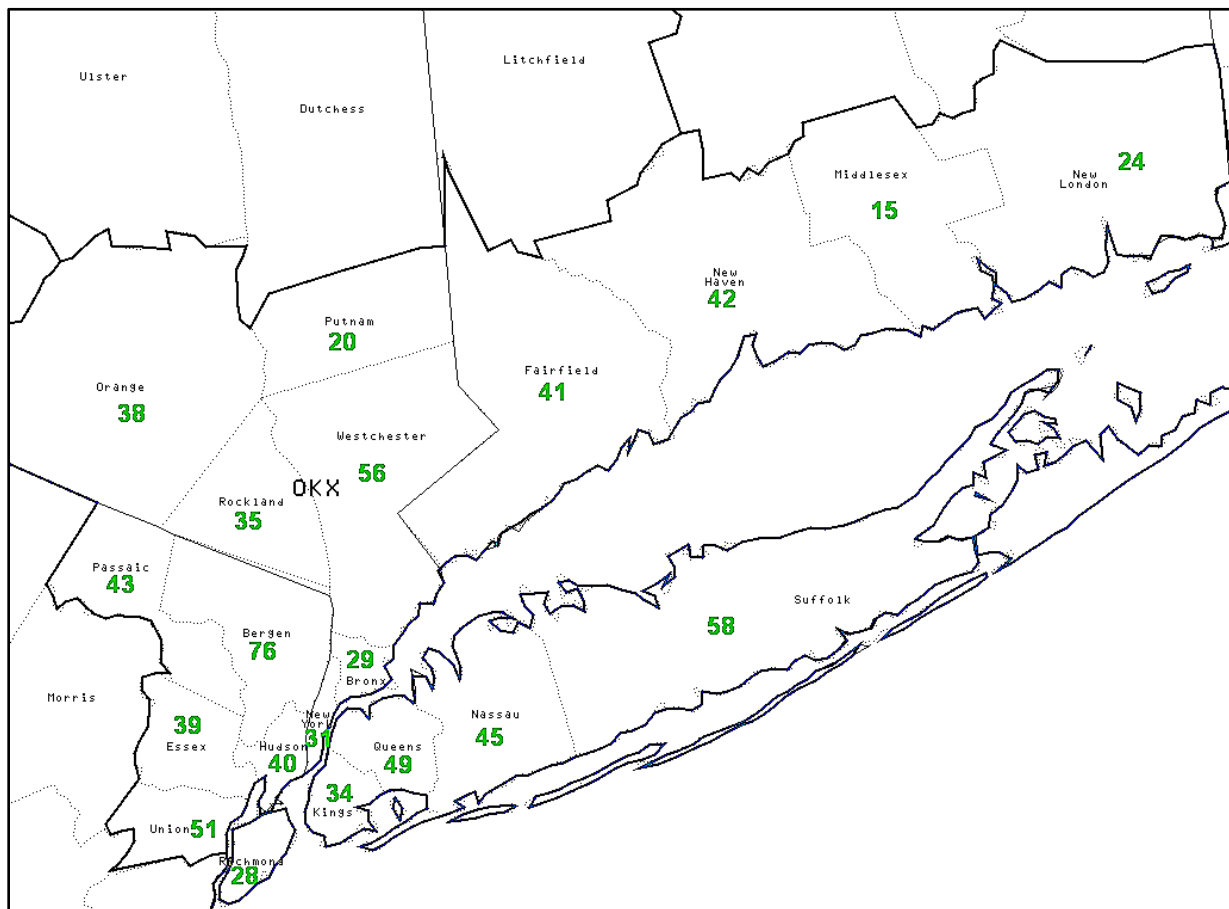 Ulster
Dutchess
Litchfield
Middlesex
15
New
London
24
New
Haven
42
Putnam
20
Orange
38
Fairfield
41
Westchester
56
OKX
Rockland
35
Passaic
43
Bergen
76
Suffolk
58
29
Bronx
Morris
39
Essex
New
York
31
Hudson
40
Queens
49
Nassau
45
34
Kings
Union 51
Richmond
28